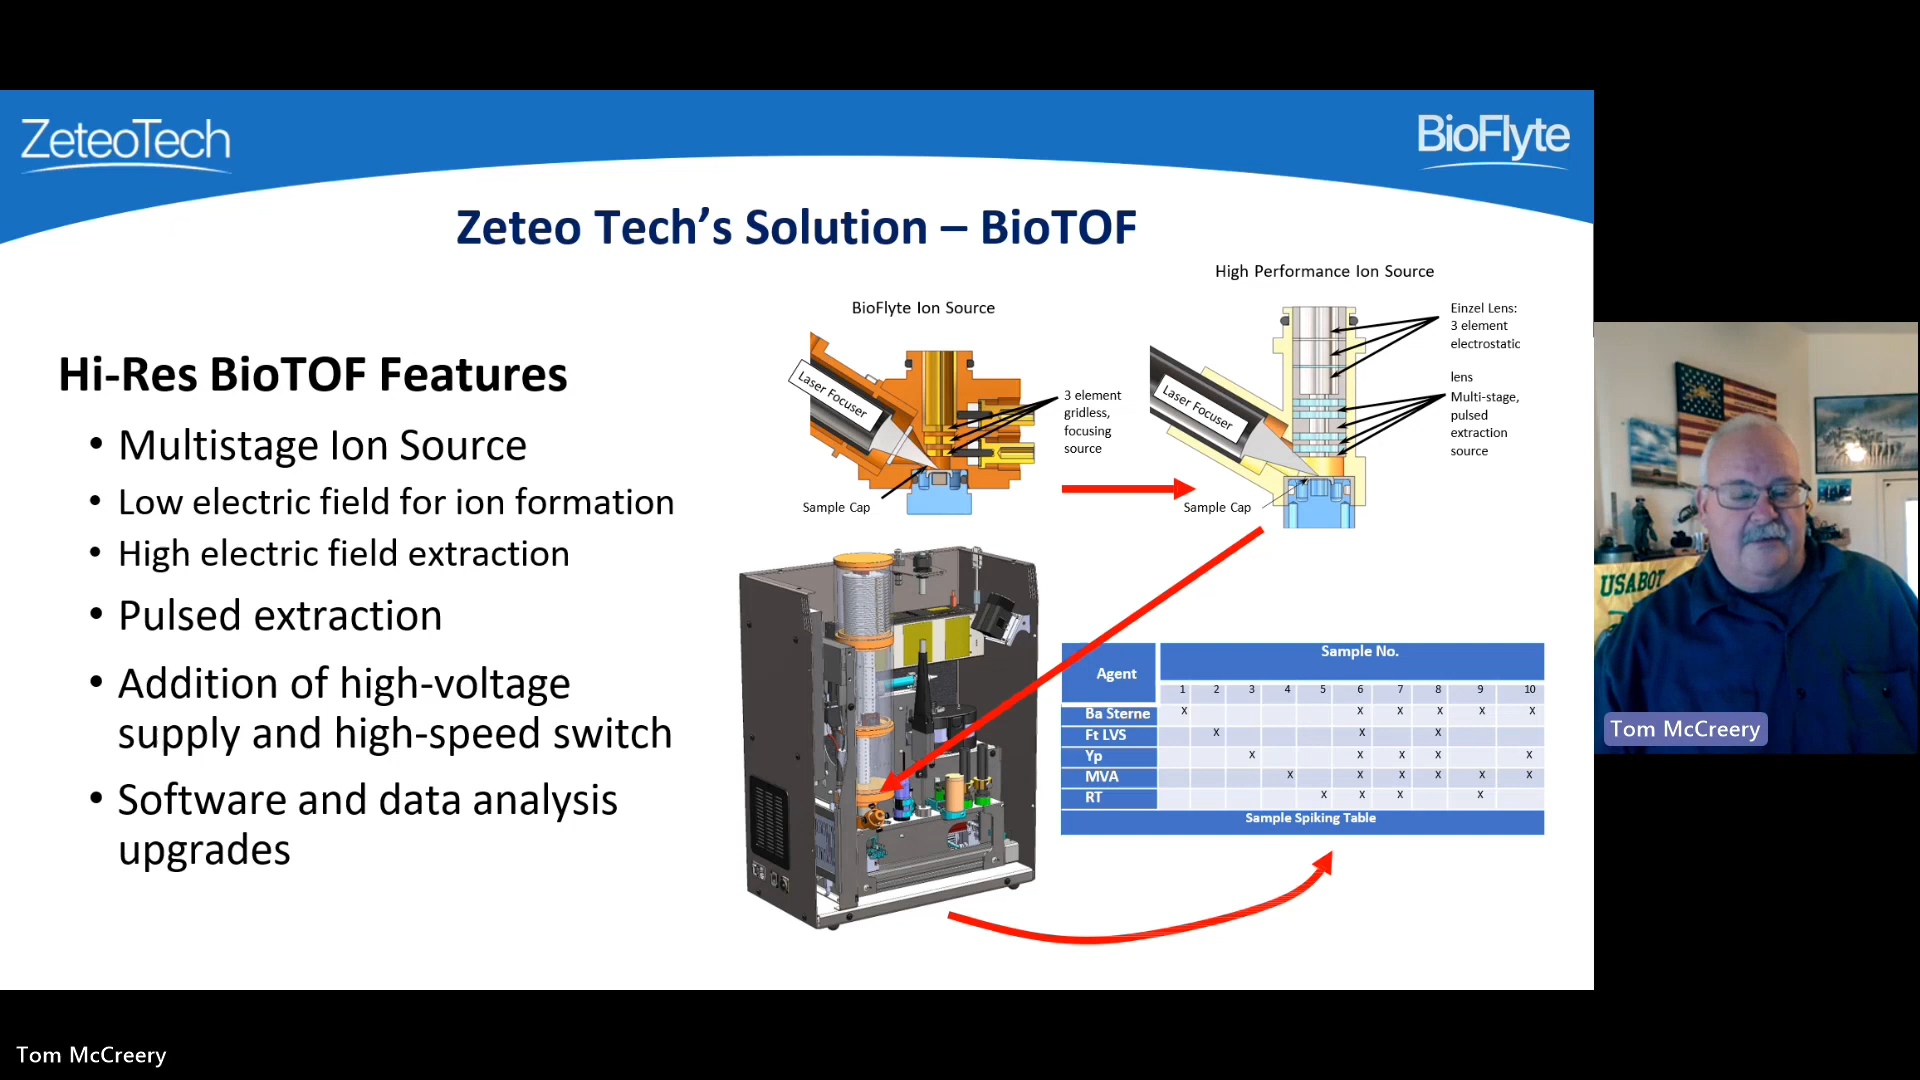 ZeteoTech
BioFlyte
Zeteo Tech’s Solution – BioTOF
Hi-Res BioTOF Features
• Multistage Ion Source
• Low electric field for ion formation
• High electric field extraction
• Pulsed extraction
• Addition of high-voltage
supply and high-speed switch
• Software and data analysis
upgrades
BioFlyte Ion Source
Laser Focuser
3 element
gridless,
focusing
source
Sample Cap
High Performance Ion Source
Laser Focuser
Einzel Lens:
3 element
electrostatic
lens
Multi-stage,
pulsed
extraction
source
Sample Cap
Agent Sample No.
1 2 3 4 5 6 7 8 9 10
Ba Sterne X X X X X X
Ft LVS X X X
Yp X X X X X
MVA X X X X X X
RT X X X X
Sample Spiking Table
USABOT
Tom McCreery
Tom McCreery